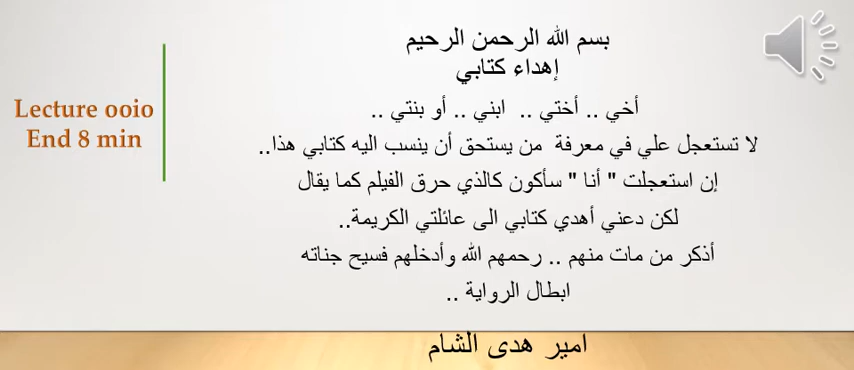 بسم الله الرحمن الرحيم
إهداء كتابي
أخي .. أختي .. ابني .. أو بنتي ..
لا تستعجل علي في معرفة من يستحق أن ينسب اليه كتابي هذا..
إن استعجلت " أنا " سأكون كالذي حرق الفيلم كما يقال
لكن دعني أهدي كتابي الى عائلتي الكريمة..
أذكر من مات منهم .. رحمهم الله وأدخلهم فسيح جناته
ابطال الرواية ..
امير هدى الشام
Lecture ooio
End 8 min